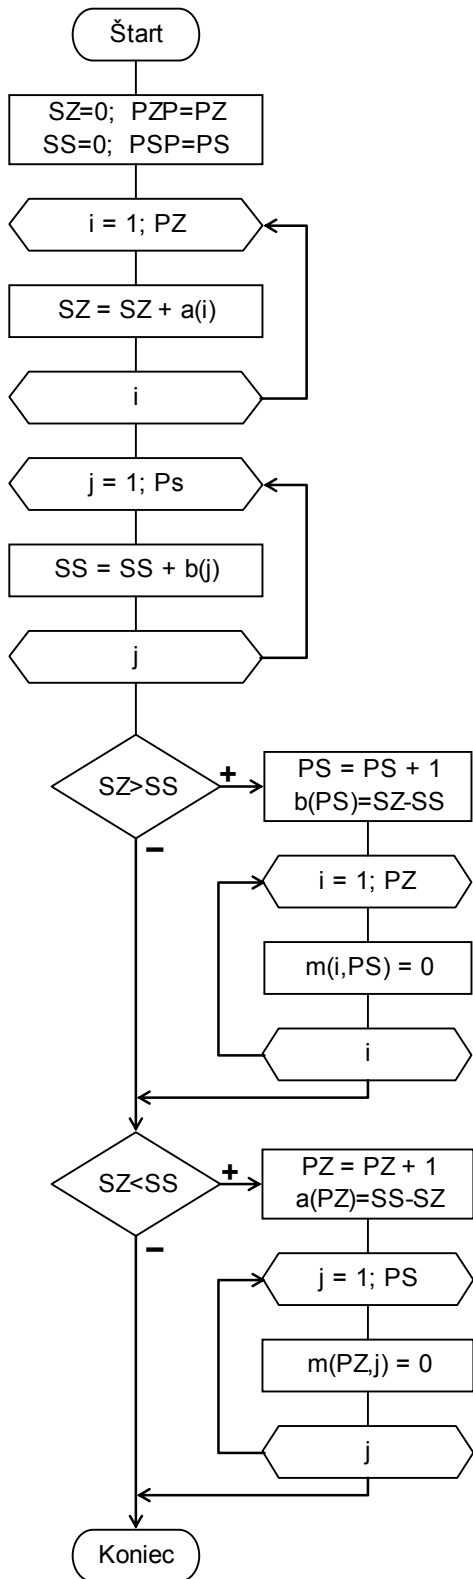 Štart
SZ=0; PZP=PZ
SS=0; PSP=PS
i = 1; PZ
SZ = SZ + a(i)
i
j = 1; Ps
SS = SS + b(j)
j
SZ>SS
+
−
PS = PS + 1
b(PS)=SZ-SS
i = 1; PZ
m(i,PS) = 0
i
SZ<SS
+
−
PZ = PZ + 1
a(PZ)=SS-SZ
j = 1; PS
m(PZ,j) = 0
j
Koniec